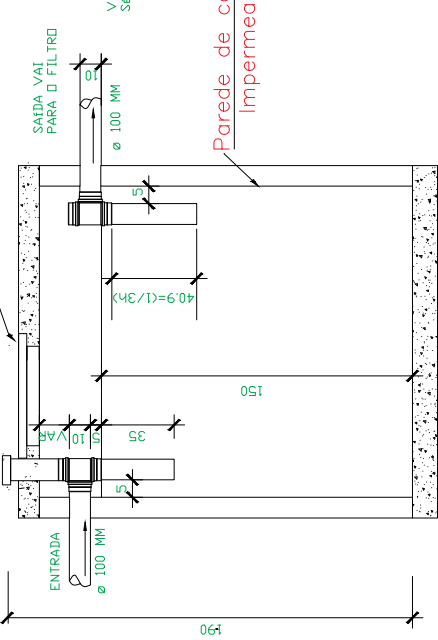 V
SAÍDA VAI
PARA O FILTRO
10
ø 100 MM
Parede de co
Impermea
5
40.9=(1/3h)
150
VAR
10
5
35
5
ENTRADA
ø 100 MM
190